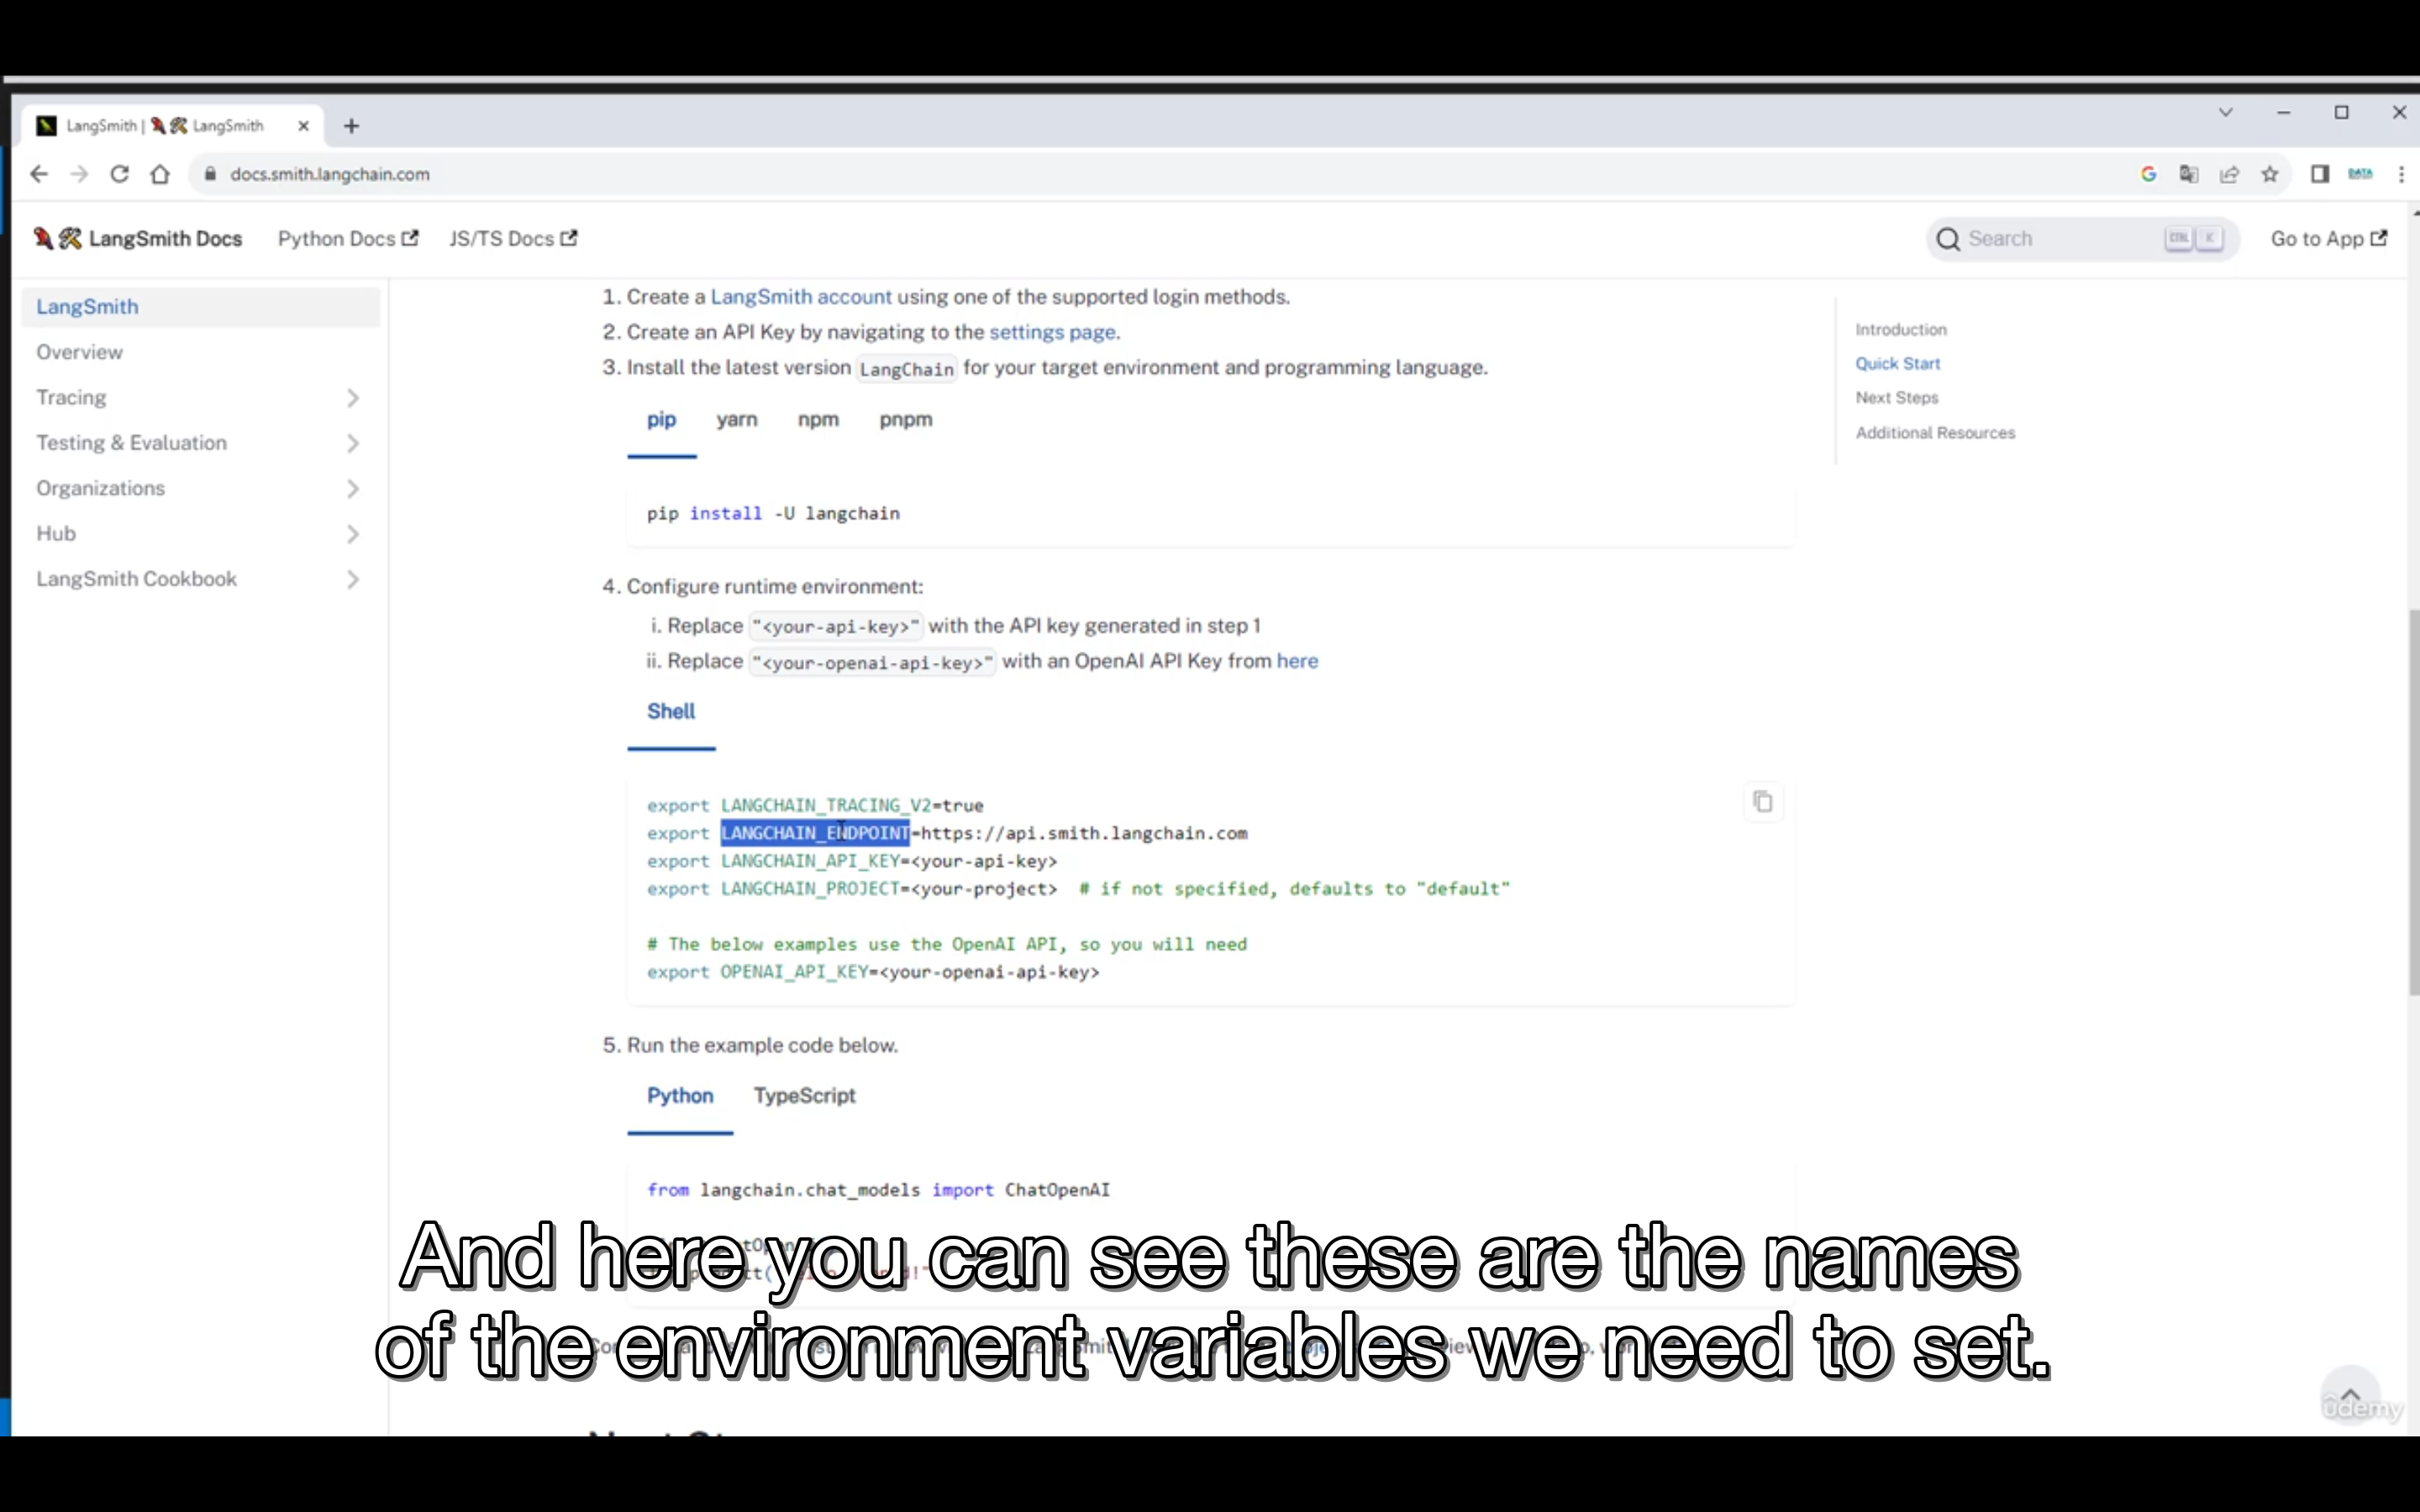 LangSmith | LangSmith
docs.smith.langchain.com
DATA
LangSmith Docs Python Docs JS/TS Docs Search CTRL K Go to App
LangSmith
Overview
Tracing
Testing & Evaluation
Organizations
Hub
LangSmith Cookbook
1. Create a LangSmith account using one of the supported login methods.
2. Create an API Key by navigating to the settings page.
3. Install the latest version LangChain for your target environment and programming language.
pip yarn npm pnpm
pip install -U langchain
4. Configure runtime environment:
i. Replace "<your-api-key>" with the API key generated in step 1
ii. Replace "<your-openai-api-key>" with an OpenAI API Key from here
Shell
export LANGCHAIN_TRACING_V2=true
export LANGCHAIN_ENDPOINT=https://api.smith.langchain.com
export LANGCHAIN_API_KEY=<your-api-key>
export LANGCHAIN_PROJECT=<your-project> # if not specified, defaults to "default"
# The below examples use the OpenAI API, so you will need
export OPENAI_API_KEY=<your-openai-api-key>
5. Run the example code below.
Python TypeScript
from langchain.chat_models import ChatOpenAI
Introduction
Quick Start
Next Steps
Additional Resources
And here you can see these are the names
of the environment variables we need to set.
ûdemy